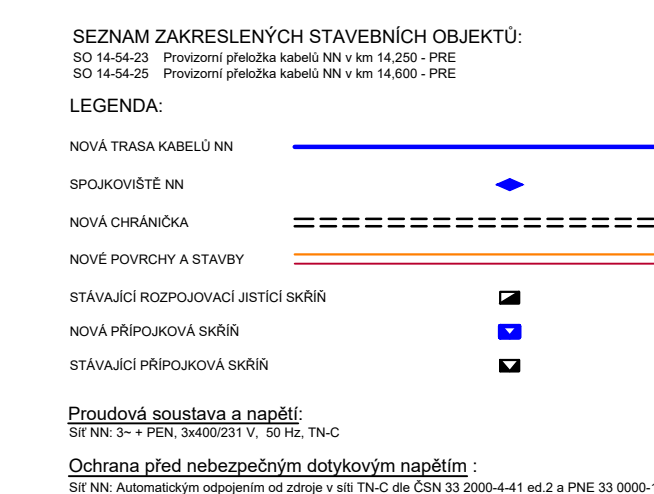 SEZNAM ZAKRESLENÝCH STAVEBNÍCH OBJEKTŮ:
SO 14-54-23 Provizorní přeložka kabelů NN v km 14,250 - PRE
SO 14-54-25 Provizorní přeložka kabelů NN v km 14,600 - PRE
LEGENDA:
NOVÁ TRASA KABELŮ NN
SPOJKOVIŠTĚ NN
NOVÁ CHRÁNIČKA
NOVÉ POVRCHY A STAVBY
STÁVAJÍCÍ ROZPOJOVACÍ JISTÍCÍ SKŘÍŇ
NOVÁ PŘÍPOJKOVÁ SKŘÍŇ
STÁVAJÍCÍ PŘÍPOJKOVÁ SKŘÍŇ
Proudová soustava a napětí:
Síť NN: 3~ + PEN, 3x400/231 V, 50 Hz, TN-C
Ochrana před nebezpečným dotykovým napětím :
Síť NN: Automatickým odpojením od zdroje v síti TN-C dle ČSN 33 2000-4-41 ed.2 a PNE 33 0000-1